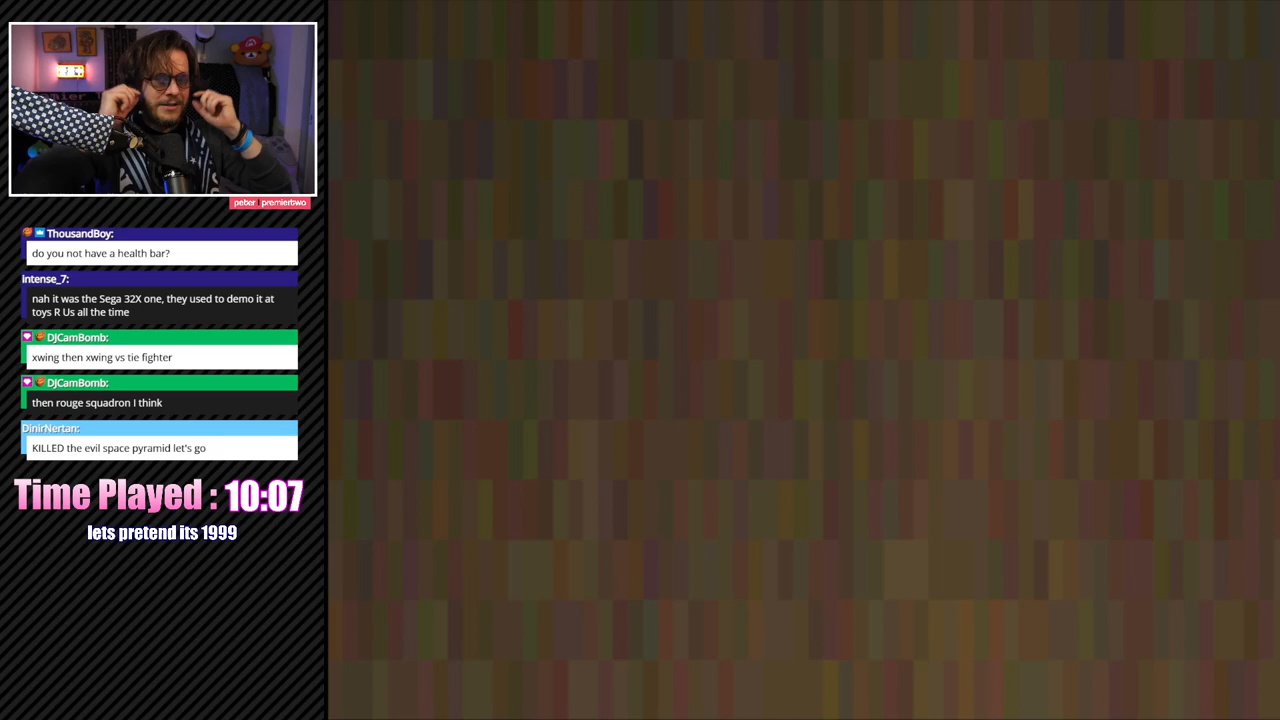 peter | premiertwo
ThousandBoy:
do you not have a health bar?
intense_7:
nah it was the Sega 32X one, they used to demo it at
toys R Us all the time
DJCamBomb:
xwing then xwing vs tie fighter
DJCamBomb:
then rouge squadron I think
DinirNertan:
KILLED the evil space pyramid let's go
Time Played : 10:07
lets pretend its 1999